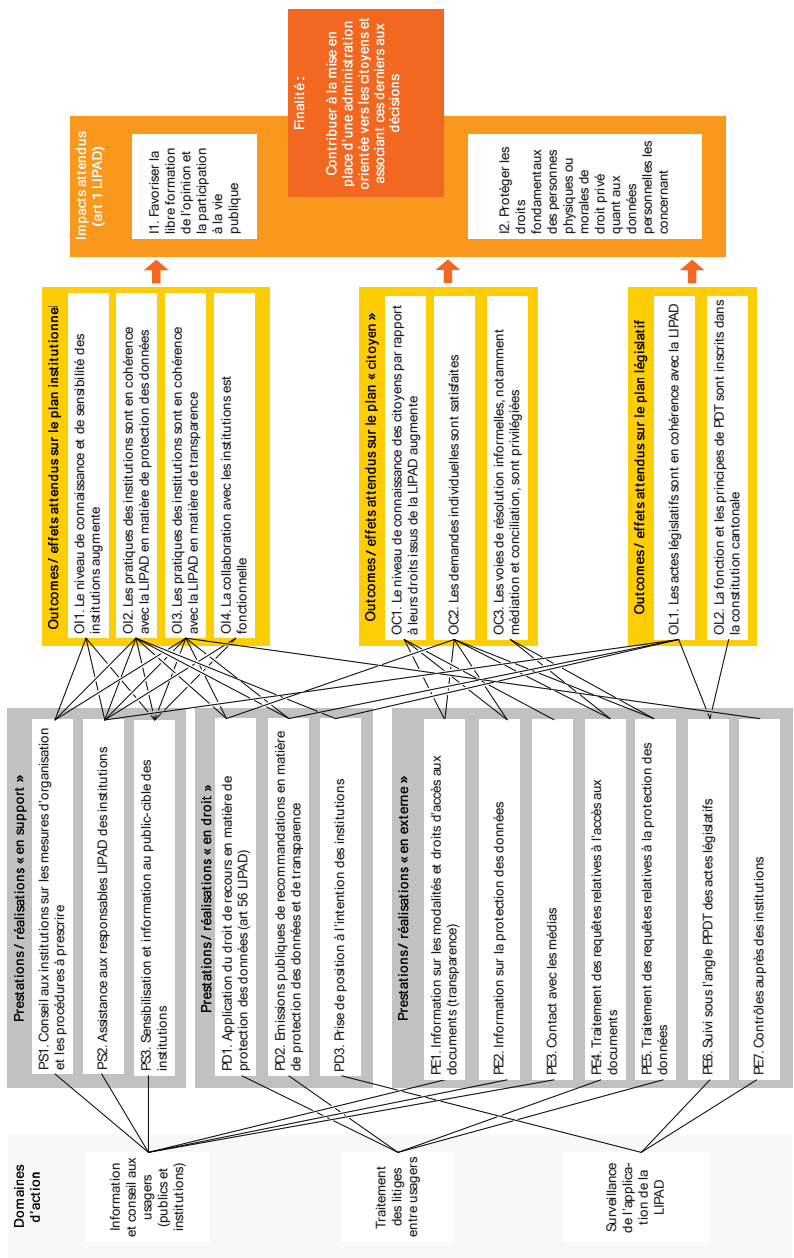 Domaines
d'action
Information
et conseil aux
usagers
(publics et
institutions)
Traitement
des litiges
entre usagers
Surveillance
de l'applica-
tion de la
LIPAD
Prestations / réalisations « en support »
PS1. Conseil aux institutions sur les mesures d'organisation
et les procédures à prescrire
PS2. Assistance aux responsables LIPAD des institutions
PS3. Sensibilisation et information au public-cible des
institutions
Prestations / réalisations « en droit »
PD1. Application du droit de recours en matière de
protection des données (art 56 LIPAD)
PD2. Emissions publiques de recommandations en matière
de protection des données et de transparence
PD3. Prise de position à l'intention des institutions
Prestations / réalisations « en externe »
PE1. Information sur les modalités et droits d'accès aux
documents (transparence)
PE2. Information sur la protection des données
PE3. Contact avec les médias
PE4. Traitement des requêtes relatives à l'accès aux
documents
PE5. Traitement des requêtes relatives à la protection des
données
PE6. Suivi sous l'angle PPDT des actes législatifs
PE7. Contrôles auprès des institutions
Outcomes / effets attendus sur le plan institutionnel
OI1. Le niveau de connaissance et de sensibilité des
institutions augmente
OI2. Les pratiques des institutions sont en cohérence
avec la LIPAD en matière de protection des données
OI3. Les pratiques des institutions sont en cohérence
avec la LIPAD en matière de transparence
OI4. La collaboration avec les institutions est
fonctionnelle
Outcomes / effets attendus sur le plan « citoyen »
OC1. Le niveau de connaissance des citoyens par rapport
à leurs droits issus de la LIPAD augmente
OC2. Les demandes individuelles sont satisfaites
OC3. Les voies de résolution informelles, notamment
médiation et conciliation, sont privilégiées
Outcomes / effets attendus sur le plan législatif
OL1. Les actes législatifs sont en cohérence avec la LIPAD
OL2. La fonction et les principes de PDT sont inscrits dans
la constitution cantonale
Impacts attendus
(art 1 LIPAD)
I1. Favoriser la
libre formation
de l'opinion et
la participation
à la vie
publique
I2. Protéger les
droits
fondamentaux
des personnes
physiques ou
morales de
droit privé
quant aux
données
personnelles les
concernant
Finalité :
Contribuer à la mise en
place d'une administration
orientée vers les citoyens et
associant ces derniers aux
décisions